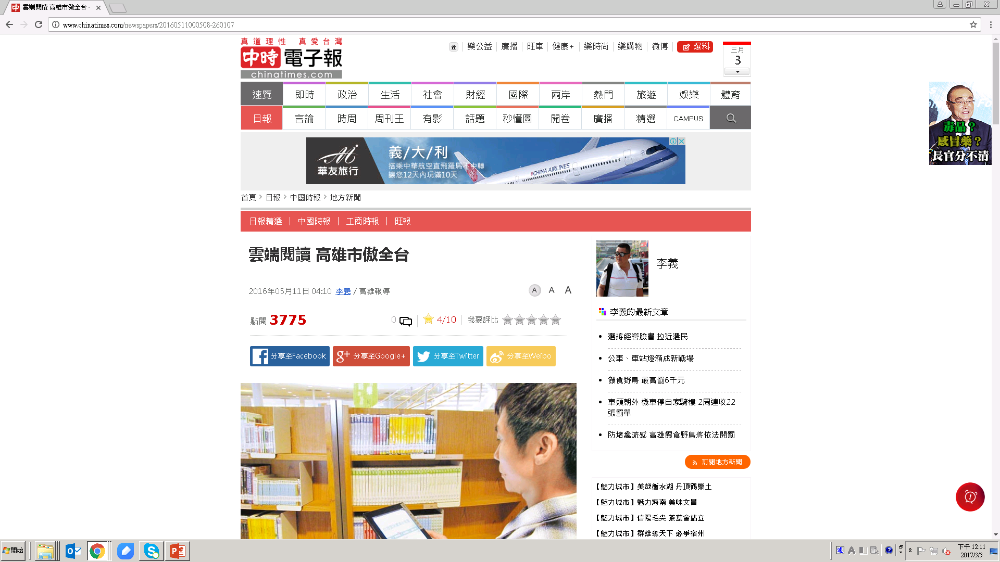 雲端閱讀 高雄市傲全台 -
www.chinatimes.com/newspapers/20160511000508-260107
真道理性 真愛台灣
中時電子報
chinatimes.com
樂公益 廣播 旺車 健康+ 樂時尚 樂購物 微博 爆料
三月
3
速覽 即時 政治 生活 社會 財經 國際 兩岸 熱門 旅遊 娛樂 體育
日報 言論 時周 周刊王 有影 話題 秒懂圖 開卷 廣播 精選 CAMPUS
毒品？
感冒藥？
長官分不清
華友旅行
義/大/利
搭乘中華航空直飛羅馬不中轉
讓您12天內玩滿10天
CHINA AIRLINES
首頁 › 日報 › 中國時報 › 地方新聞
日報精選 | 中國時報 | 工商時報 | 旺報
雲端閱讀 高雄市傲全台
2016年05月11日 04:10 李義 / 高雄報導
A A A
點閱 3775
0 4/10 我要評比
分享至Facebook 分享至Google+ 分享至Twitter 分享至Weibo
李義
李義的最新文章
選將經營臉書 拉近選民
公車、車站燈箱成新戰場
餵食野鳥 最高罰6千元
車頭朝外 機車停自家騎樓 2周連收22
張罰單
防堵禽流感 高雄餵食野鳥將依法開罰
訂閱地方新聞
【魅力城市】美哉衡水湖 丹頂鶴樂土
【魅力城市】魅力海南 美味文昌
【魅力城市】信陽毛尖 茶葉會站立
【魅力城市】群雄奪天下 必爭宿州
開始
速
下午 12:11
2017/3/3